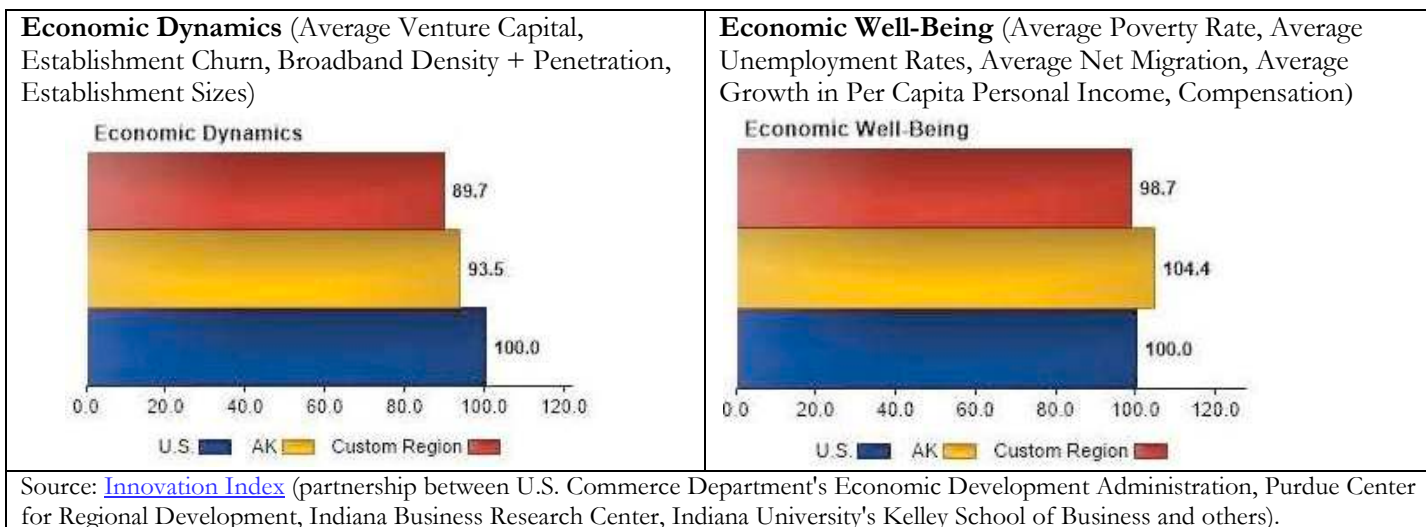 Economic Dynamics (Average Venture Capital,
Establishment Churn, Broadband Density + Penetration,
Establishment Sizes)
Economic Dynamics
89.7
93.5
100.0
0.0 20.0 40.0 60.0 80.0 100.0 120.0
U.S. AK Custom Region
Economic Well-Being (Average Poverty Rate, Average
Unemployment Rates, Average Net Migration, Average
Growth in Per Capita Personal Income, Compensation)
Economic Well-Being
98.7
104.4
100.0
0.0 20.0 40.0 60.0 80.0 100.0 120.0
U.S. AK Custom Region
Source: Innovation Index (partnership between U.S. Commerce Department's Economic Development Administration, Purdue Center
for Regional Development, Indiana Business Research Center, Indiana University's Kelley School of Business and others).